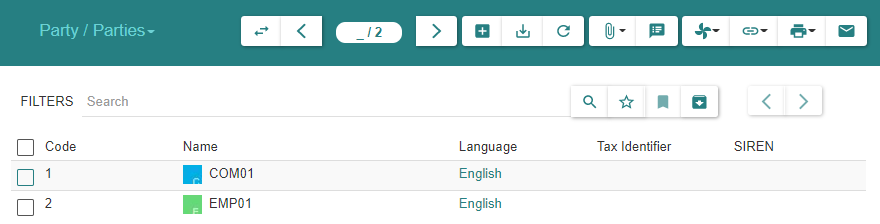 Party / Parties
_ / 2
FILTERS Search
Code Name Language Tax Identifier SIREN
1 C COM01 English
2 E EMP01 English